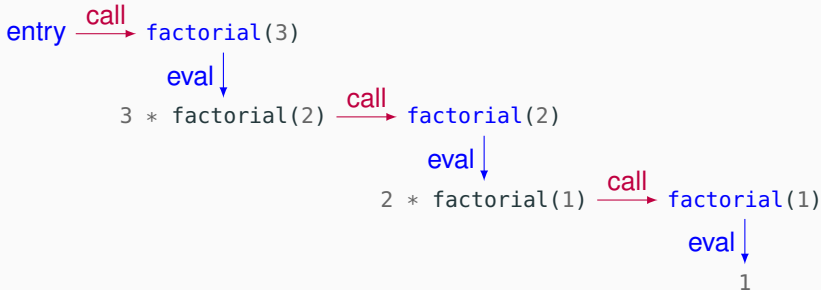 call
entry factorial(3)
eval
3 * factorial(2) call factorial(2)
eval
2 * factorial(1) call factorial(1)
eval
1